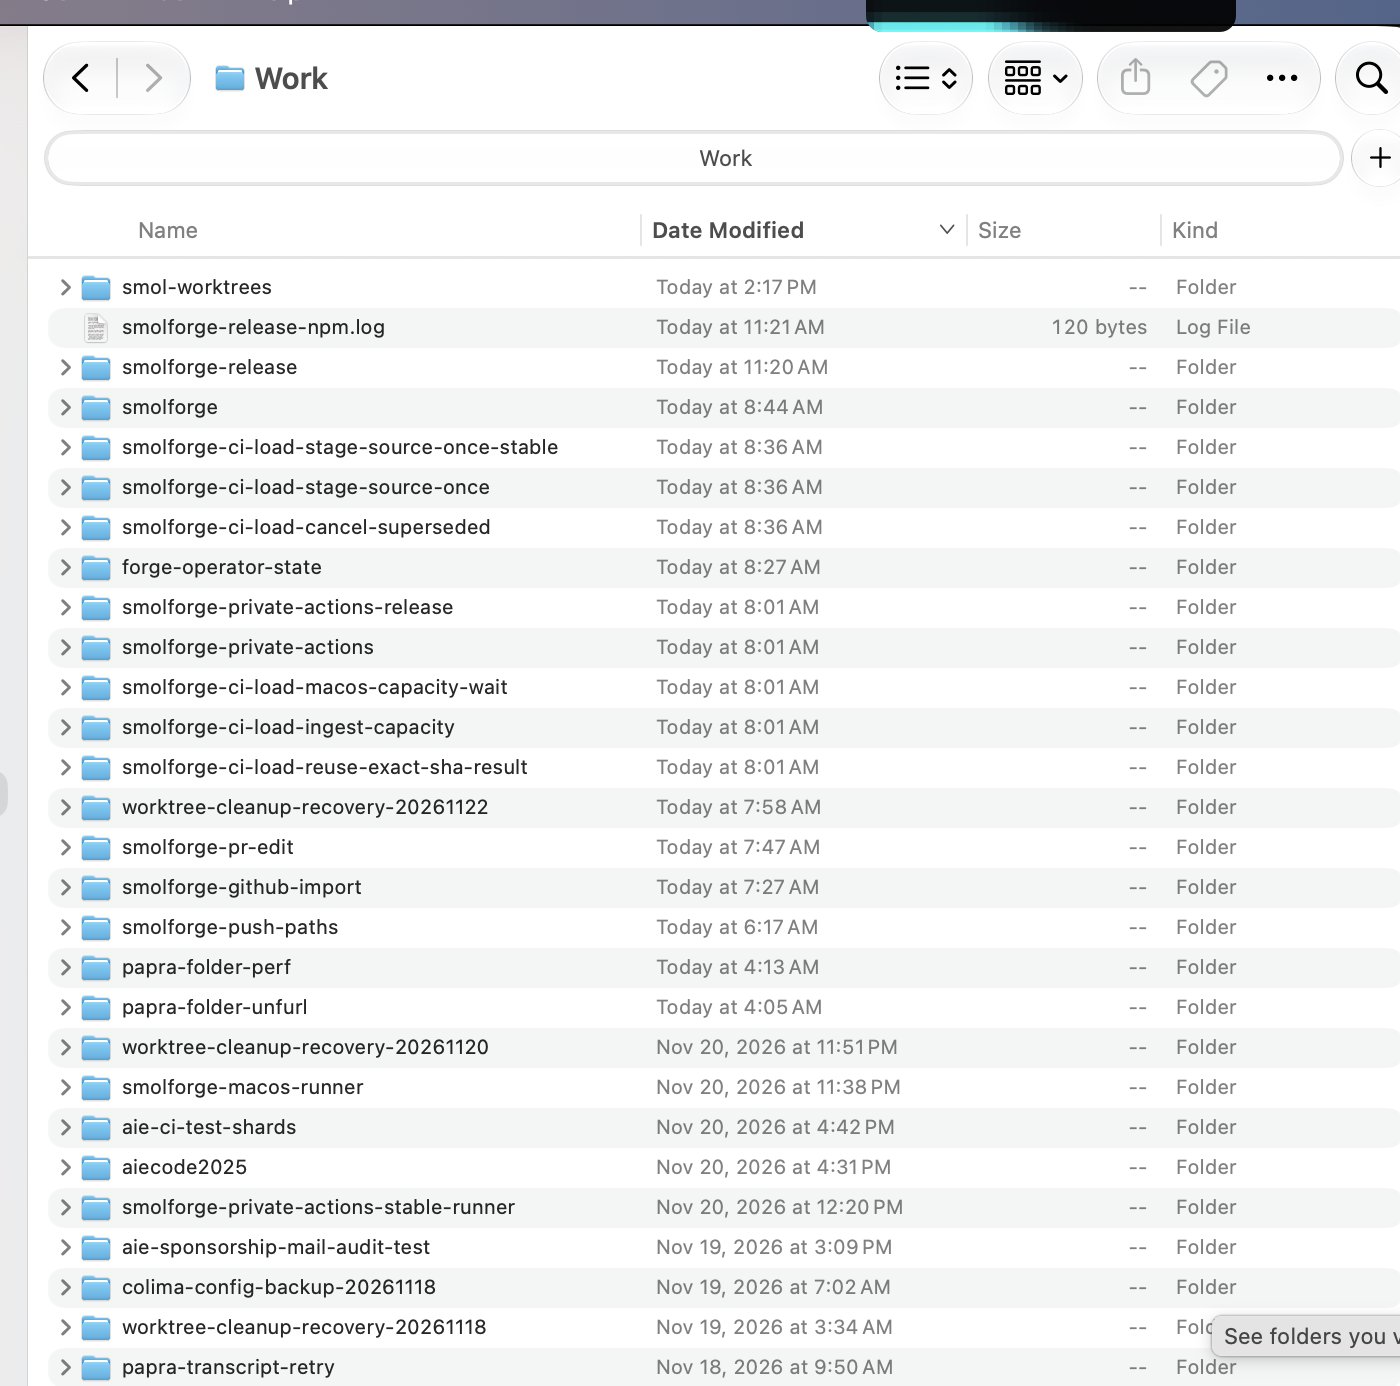 Work
Work
Name Date Modified Size Kind
smol-worktrees Today at 2:17 PM -- Folder
smolforge-release-npm.log Today at 11:21 AM 120 bytes Log File
smolforge-release Today at 11:20 AM -- Folder
smolforge Today at 8:44 AM -- Folder
smolforge-ci-load-stage-source-once-stable Today at 8:36 AM -- Folder
smolforge-ci-load-stage-source-once Today at 8:36 AM -- Folder
smolforge-ci-load-cancel-superseded Today at 8:36 AM -- Folder
forge-operator-state Today at 8:27 AM -- Folder
smolforge-private-actions-release Today at 8:01 AM -- Folder
smolforge-private-actions Today at 8:01 AM -- Folder
smolforge-ci-load-macos-capacity-wait Today at 8:01 AM -- Folder
smolforge-ci-load-ingest-capacity Today at 8:01 AM -- Folder
smolforge-ci-load-reuse-exact-sha-result Today at 8:01 AM -- Folder
worktree-cleanup-recovery-20261122 Today at 7:58 AM -- Folder
smolforge-pr-edit Today at 7:47 AM -- Folder
smolforge-github-import Today at 7:27 AM -- Folder
smolforge-push-paths Today at 6:17 AM -- Folder
papra-folder-perf Today at 4:13 AM -- Folder
papra-folder-unfurl Today at 4:05 AM -- Folder
worktree-cleanup-recovery-20261120 Nov 20, 2026 at 11:51 PM -- Folder
smolforge-macos-runner Nov 20, 2026 at 11:38 PM -- Folder
aie-ci-test-shards Nov 20, 2026 at 4:42 PM -- Folder
aiecode2025 Nov 20, 2026 at 4:31 PM -- Folder
smolforge-private-actions-stable-runner Nov 20, 2026 at 12:20 PM -- Folder
aie-sponsorship-mail-audit-test Nov 19, 2026 at 3:09 PM -- Folder
colima-config-backup-20261118 Nov 19, 2026 at 7:02 AM -- Folder
worktree-cleanup-recovery-20261118 Nov 19, 2026 at 3:34 AM -- Fol
See folders you
papra-transcript-retry Nov 18, 2026 at 9:50 AM -- Folder